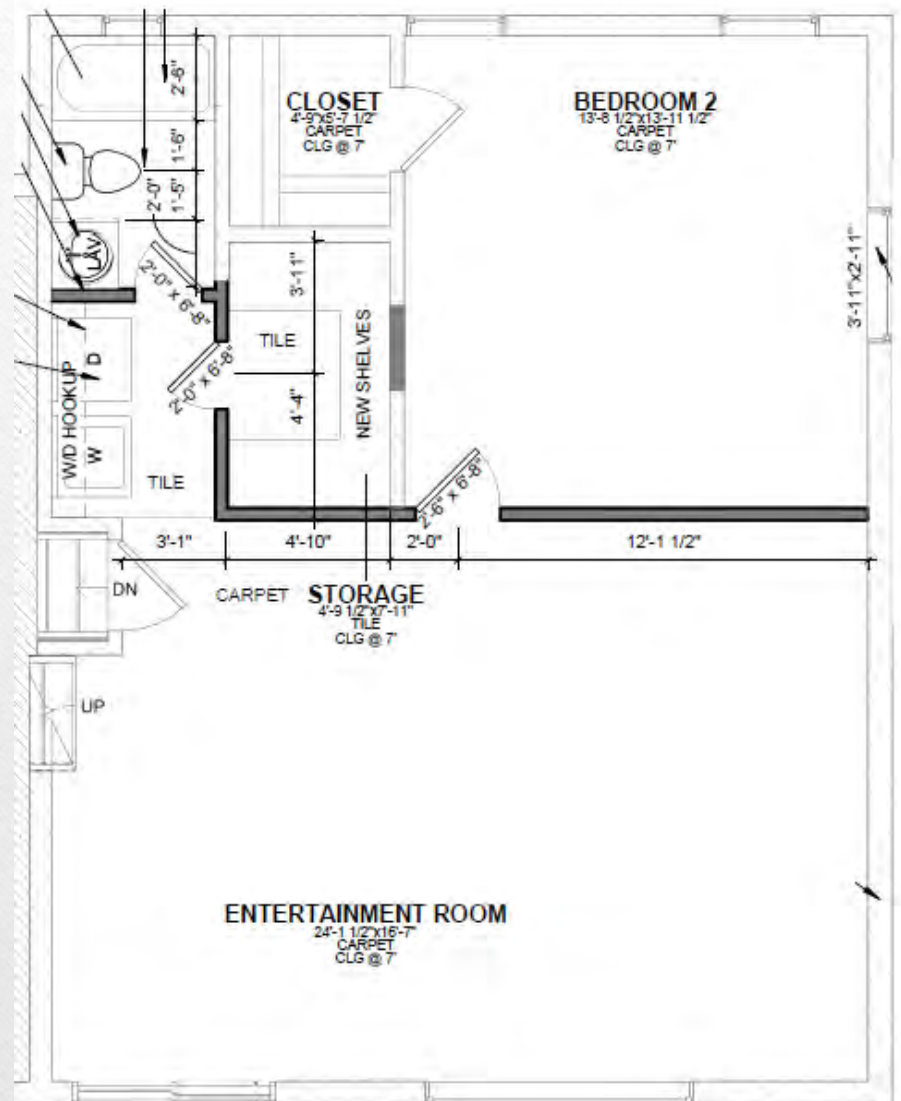 2'-6"
CLOSET
4'-9"x5'-7 1/2"
CARPET
CLG @ 7'
BEDROOM 2
13'-8 1/2"x13'-11 1/2"
CARPET
CLG @ 7'
1'-6"
2'-0"
1'-5"
LAV
2'-0" x 6'-8"
3'-11"
3'-11"x2'-11"
TILE
NEW SHELVES
2'-0" x 6'-8"
4'-4"
W/D HOOKUP
D
W
TILE
2'-6" x 6'-8"
3'-1"
4'-10"
2'-0"
12'-1 1/2"
DN
CARPET
STORAGE
4'-9 1/2"x7'-11"
TILE
CLG @ 7'
UP
ENTERTAINMENT ROOM
24'-1 1/2"x16'-7"
CARPET
CLG @ 7'